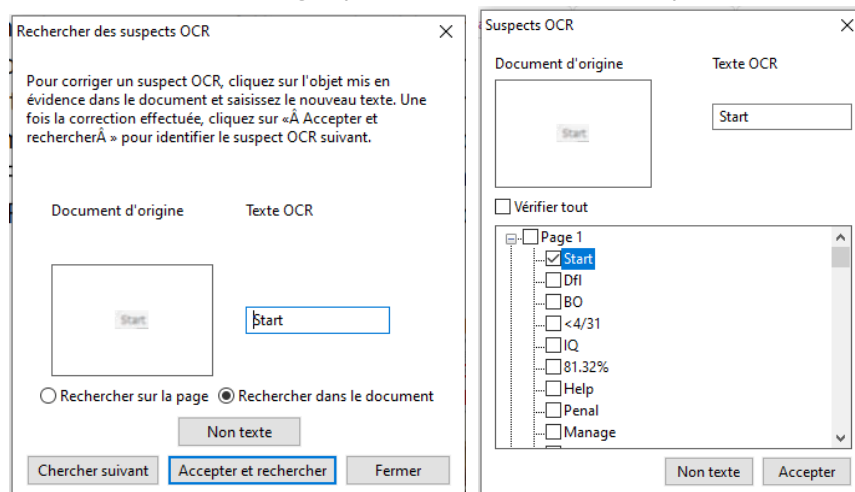 Rechercher des suspects OCR
Pour corriger un suspect OCR, cliquez sur l'objet mis en
évidence dans le document et saisissez le nouveau texte. Une
fois la correction effectuée, cliquez sur «Â Accepter et
rechercherÂ » pour identifier le suspect OCR suivant.
Document d'origine Texte OCR
Start Start
Rechercher sur la page Rechercher dans le document
Non texte
Chercher suivant Accepter et rechercher Fermer
Suspects OCR
Document d'origine Texte OCR
Start Start
Vérifier tout
Page 1
Start
Dfl
BO
<4/31
IQ
81.32%
Help
Penal
Manage
Non texte Accepter